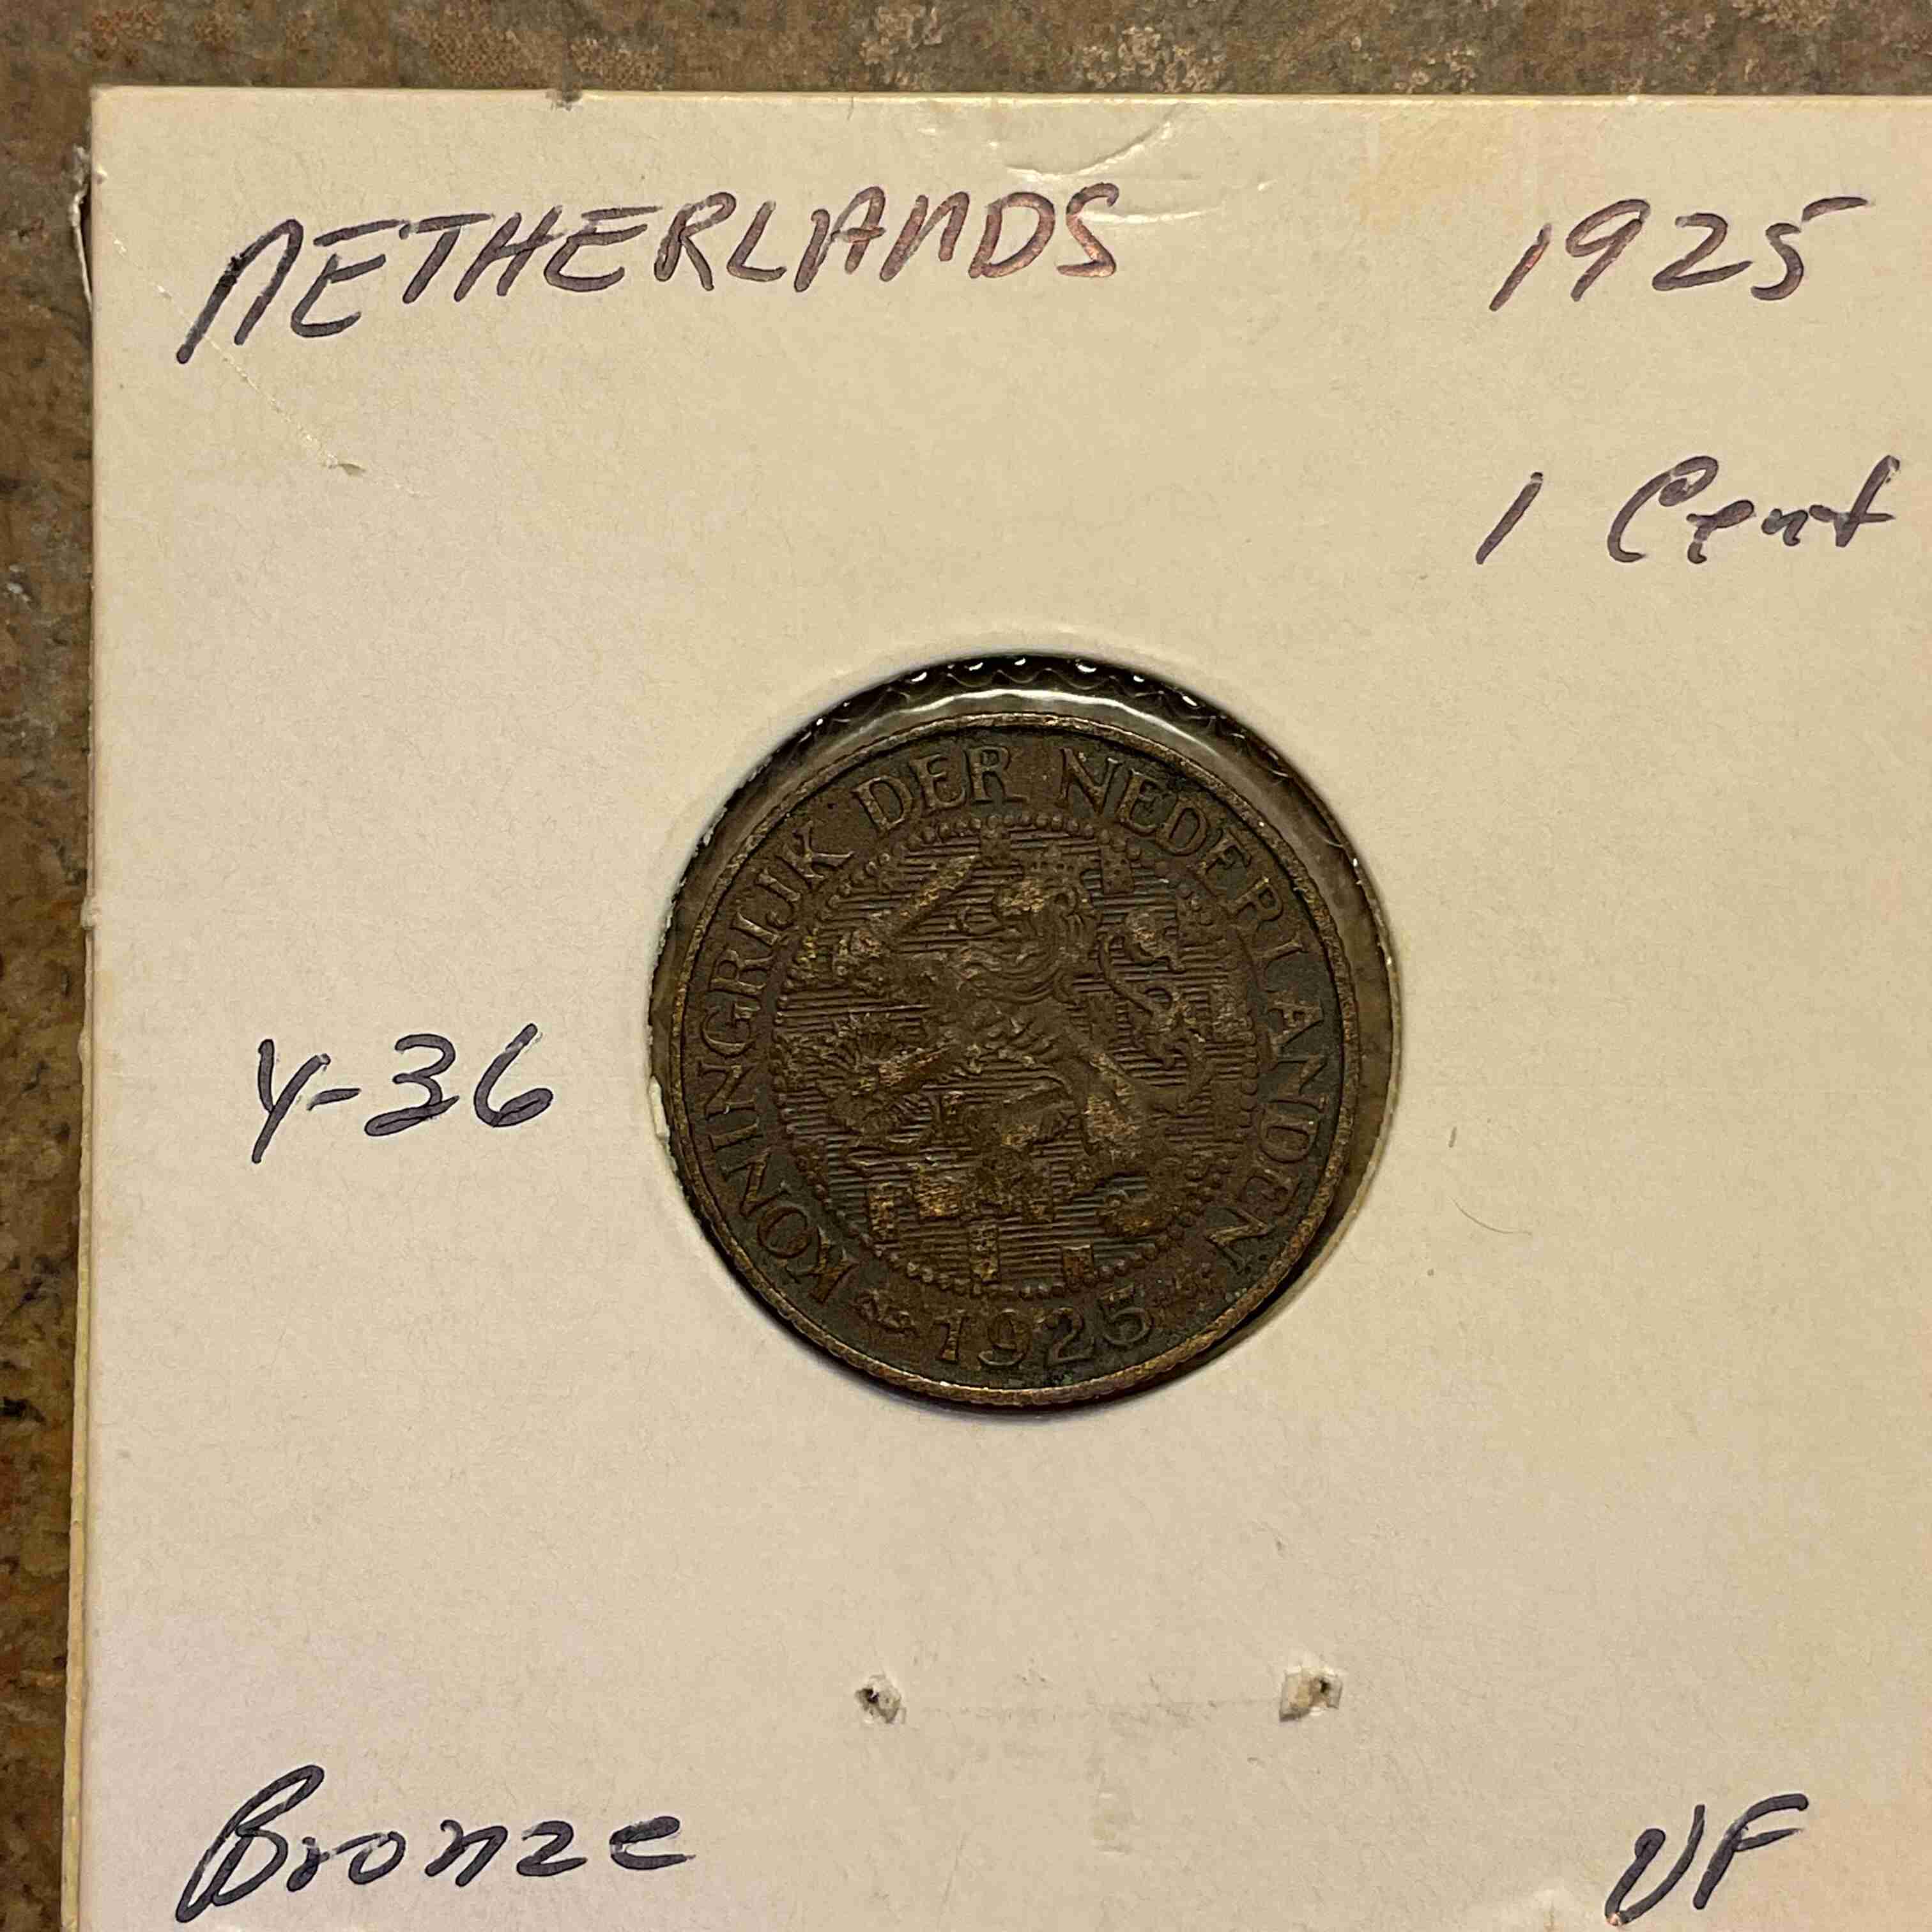 NETHERLANDS 1925
1 Cent
KONINGRIJK DER NEDERLANDEN
1925
Y-36
Bronze VF